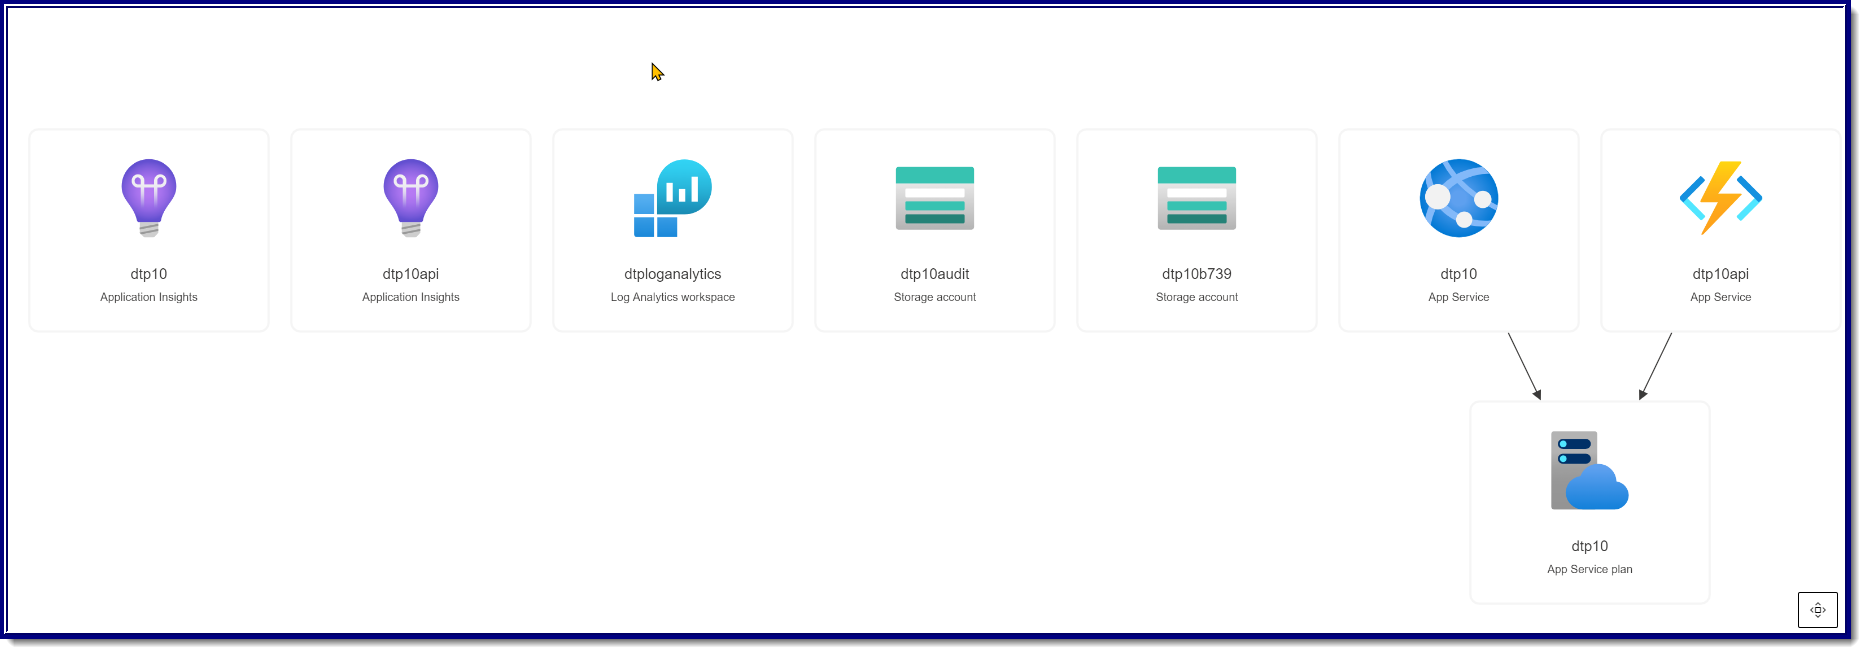 dtp10
Application Insights
dtp10api
Application Insights
dtploganalytics
Log Analytics workspace
dtp10audit
Storage account
dtp10b739
Storage account
dtp10
App Service
dtp10api
App Service
dtp10
App Service plan